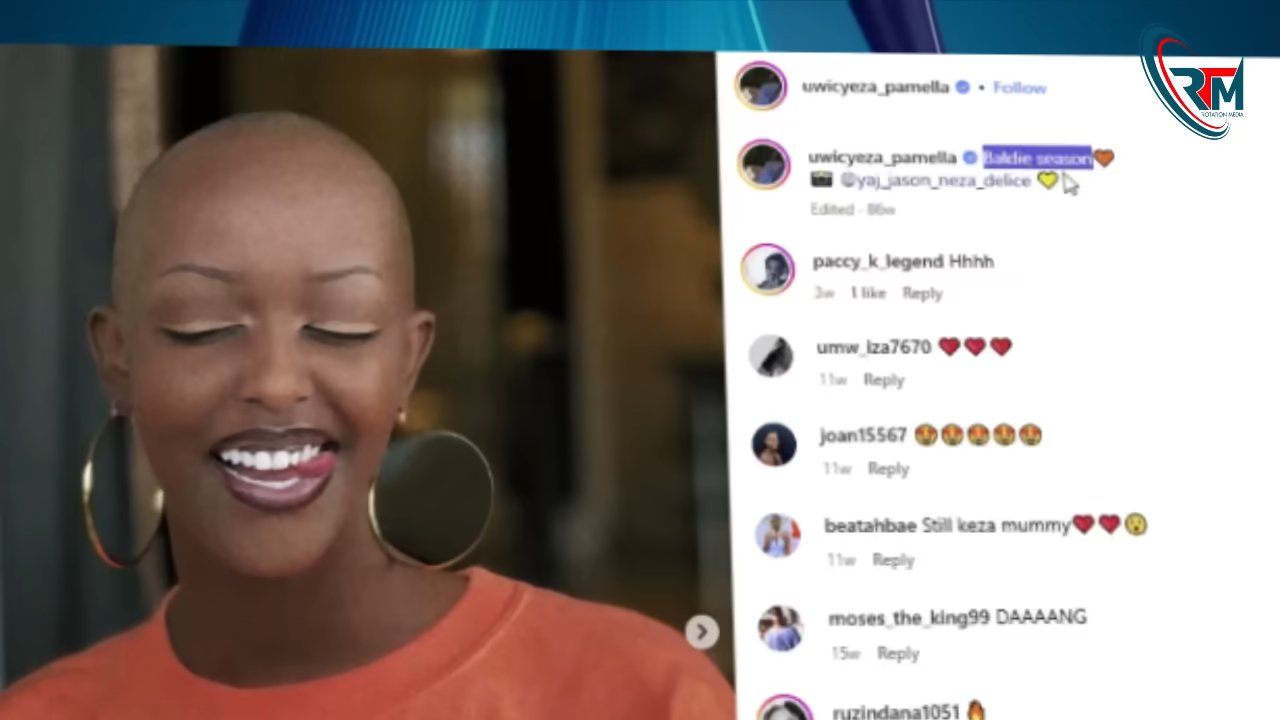 RTM
ROTATION MEDIA
uwicyeza_pamella • Follow
uwicyeza_pamella Baldie season🧡
📸 @yaj_jason_neza_delice 💛
Edited · 86w
paccy_k_legend Hhhh
3w 1 like Reply
umw_iza7670 ❤️❤️❤️
11w Reply
joan15567 😍😍😍😍😍
11w Reply
beatahbae Still keza mummy❤️❤️😯
11w Reply
moses_the_king99 DAAAANG
15w Reply
ruzindana1051 🔥